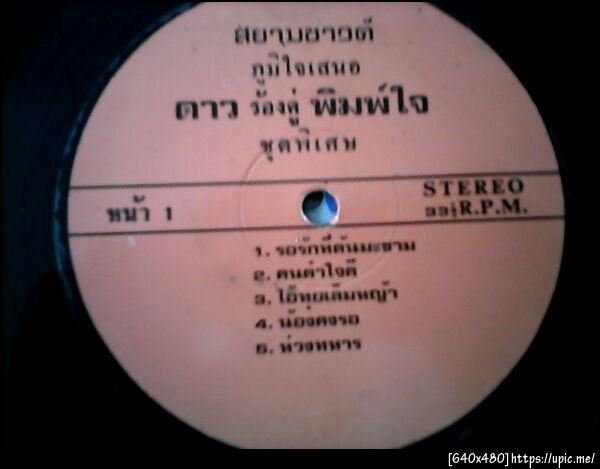 สยามซาวด์
ภูมิใจเสนอ
ดาว ร้องคู่ พิมพ์ใจ
ชุดพิเศษ
หน้า 1
STEREO
33⅓ R.P.M.
1. รอรักที่ต้นมะขาม
2. คนดำใจดี
3. ไอ้ทุยเล็มหญ้า
4. น้องคงรอ
5. ห่วงทหาร
[640x480]https://upic.me/